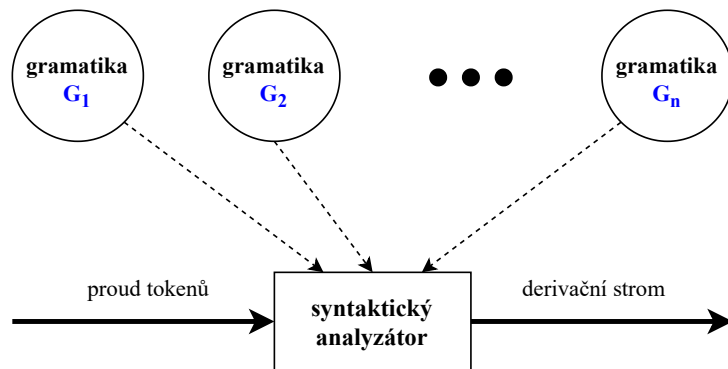 gramatika
G1
gramatika
G2
gramatika
Gn
proud tokenů
syntaktický
analyzátor
derivační strom